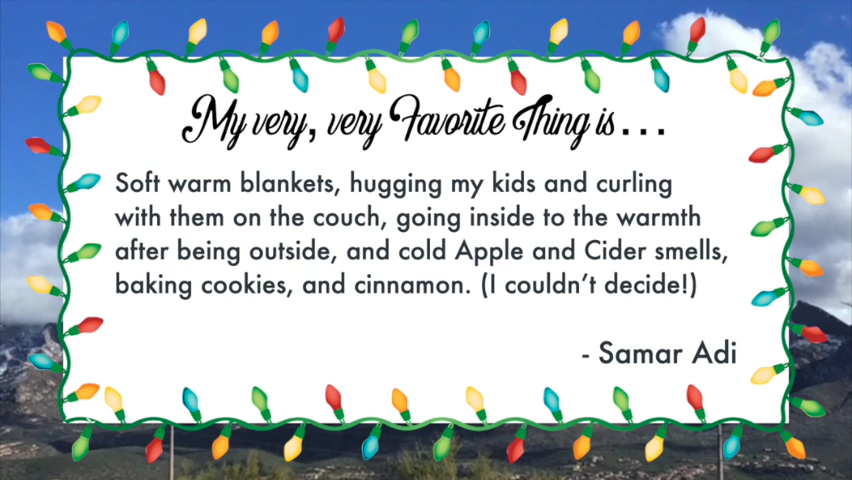 My very, very Favorite Thing is...
Soft warm blankets, hugging my kids and curling
with them on the couch, going inside to the warmth
after being outside, and cold Apple and Cider smells,
baking cookies, and cinnamon. (I couldn't decide!)
- Samar Adi